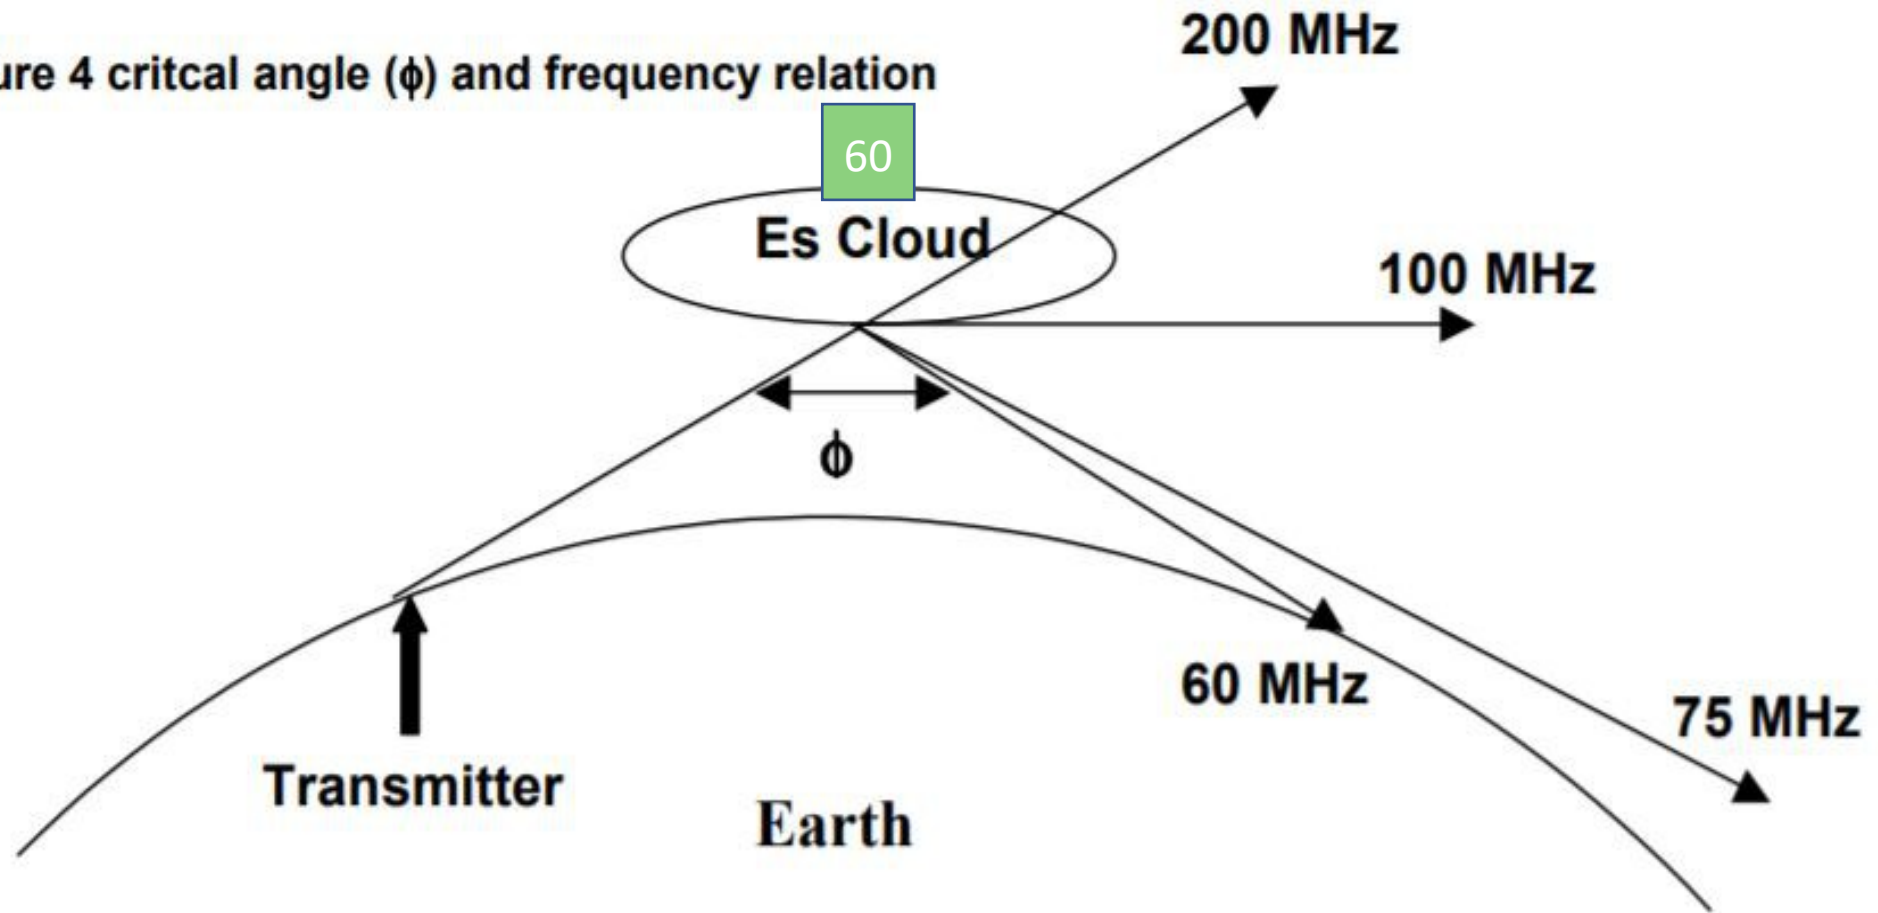 ure 4 critcal angle (ϕ) and frequency relation
200 MHz
60
Es Cloud
100 MHz
ϕ
60 MHz
75 MHz
Transmitter
Earth